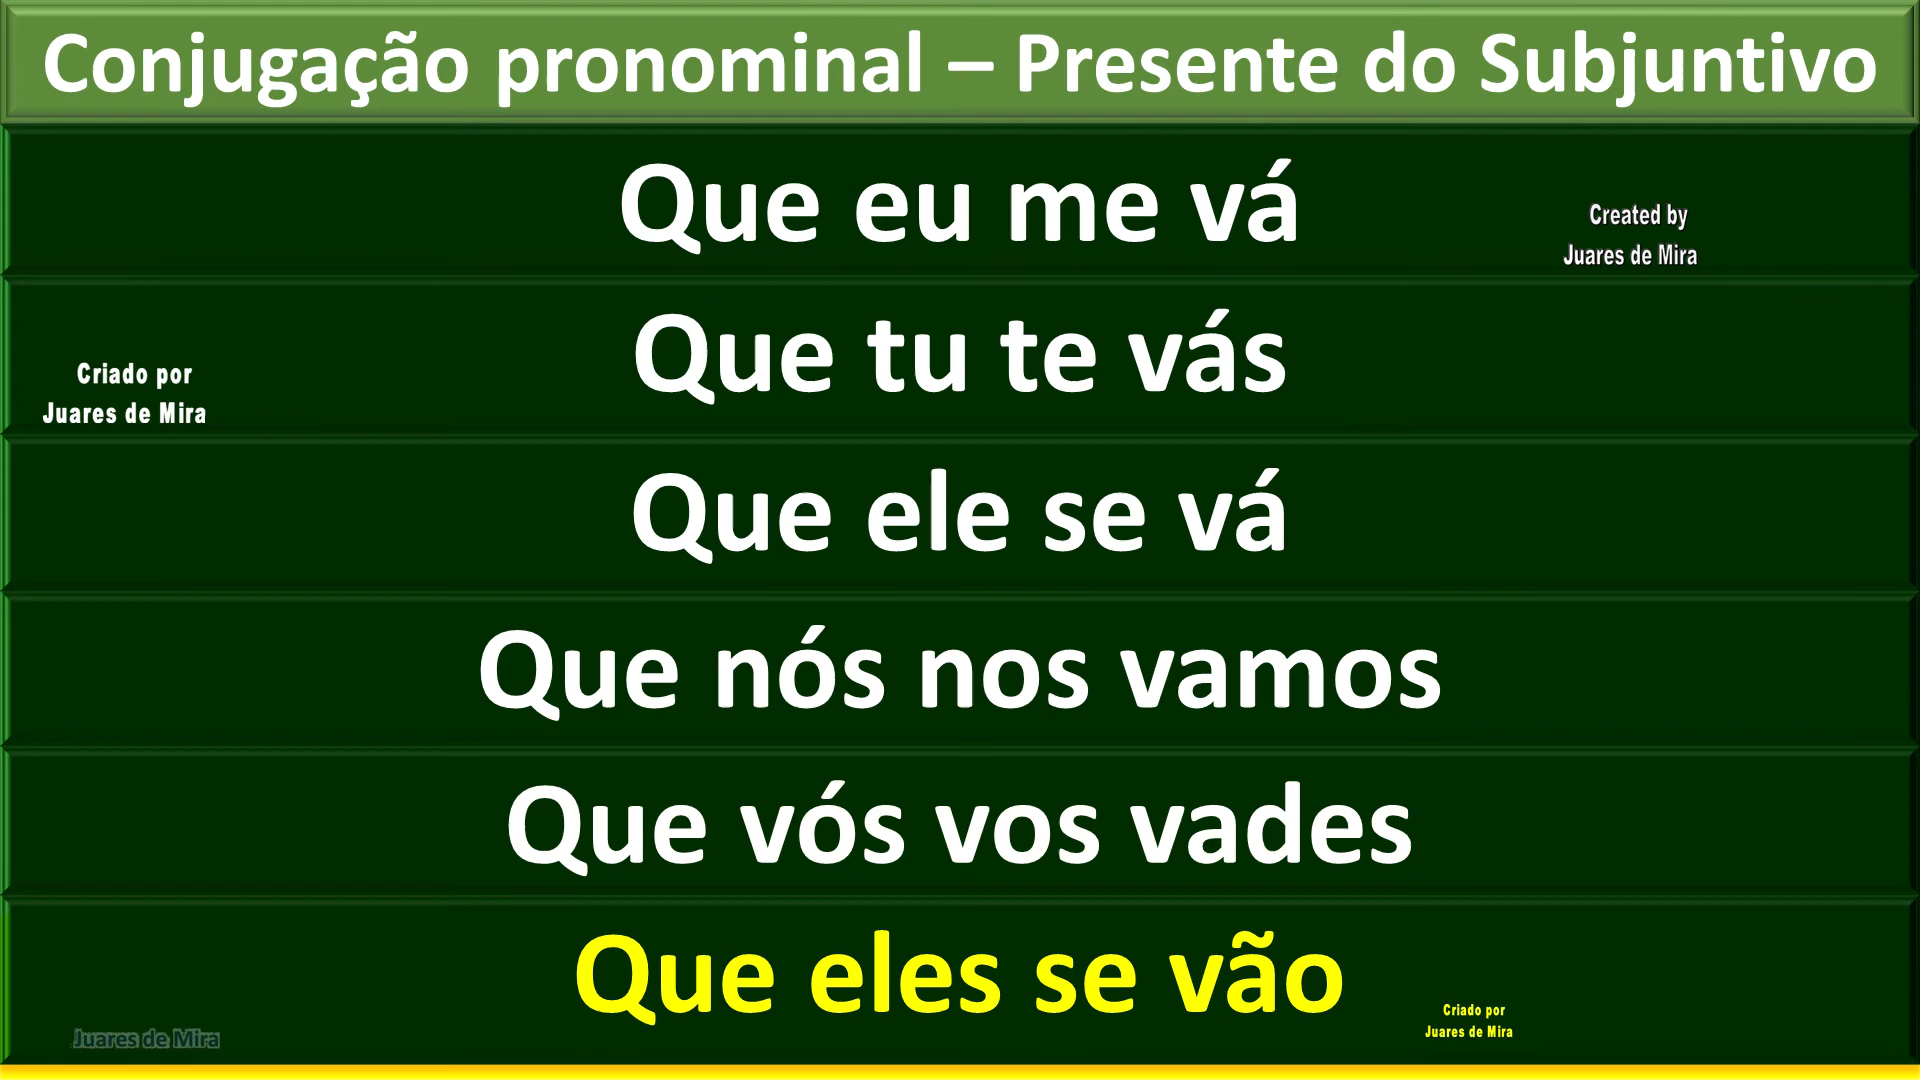 Conjugação pronominal – Presente do Subjuntivo
Que eu me vá
Created by
Juares de Mira
Que tu te vás
Criado por
Juares de Mira
Que ele se vá
Que nós nos vamos
Que vós vos vades
Que eles se vão
Criado por
Juares de Mira
Juares de Mira